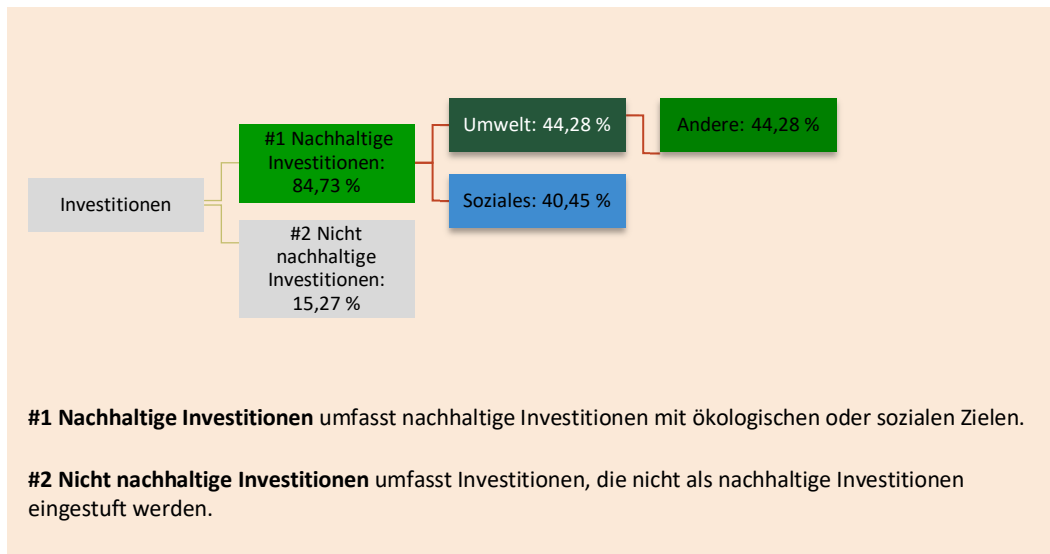 Investitionen
#1 Nachhaltige
Investitionen:
84,73 %
#2 Nicht
nachhaltige
Investitionen:
15,27 %
Umwelt: 44,28 %
Soziales: 40,45 %
Andere: 44,28 %
#1 Nachhaltige Investitionen umfasst nachhaltige Investitionen mit ökologischen oder sozialen Zielen.
#2 Nicht nachhaltige Investitionen umfasst Investitionen, die nicht als nachhaltige Investitionen
eingestuft werden.